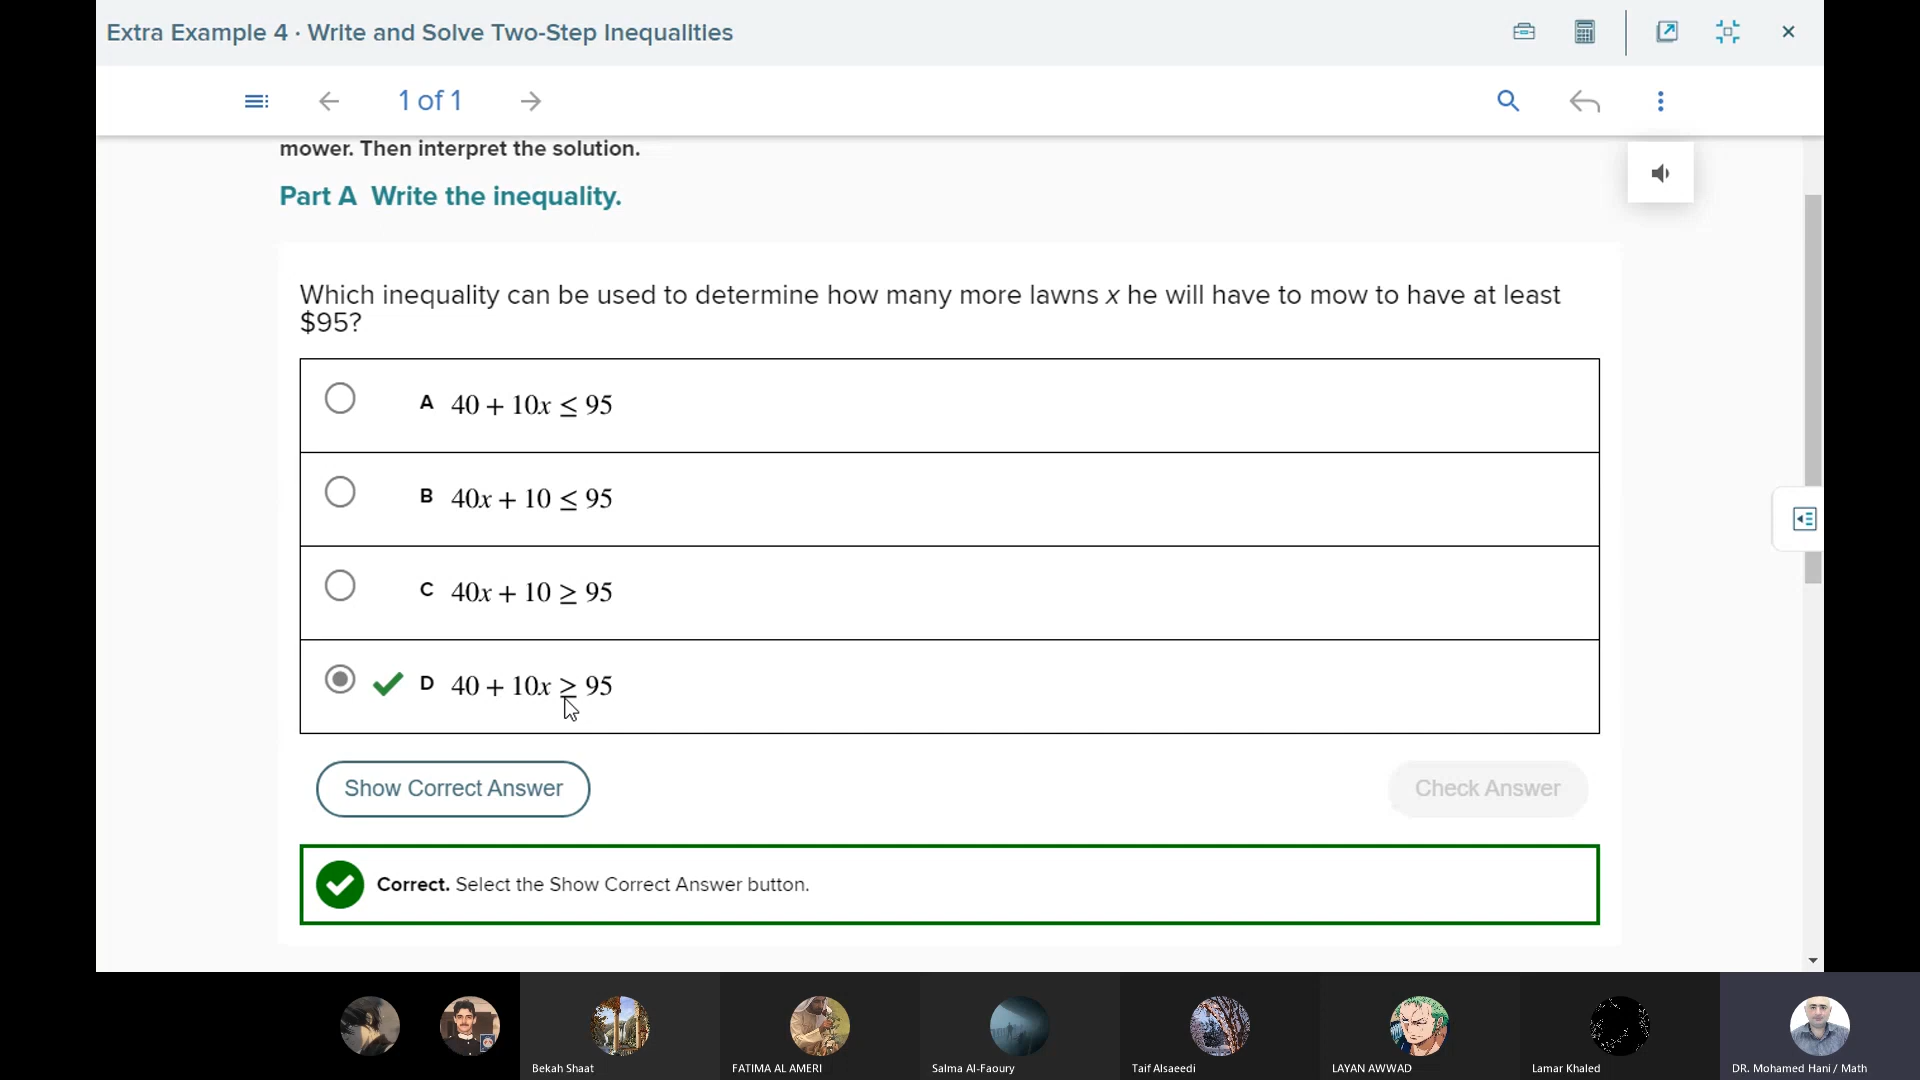 Extra Example 4 · Write and Solve Two-Step Inequalities
1 of 1
mower. Then interpret the solution.
Part A Write the inequality.
Which inequality can be used to determine how many more lawns x he will have to mow to have at least
$95?
A 40 + 10x ≤ 95
B 40x + 10 ≤ 95
C 40x + 10 ≥ 95
D 40 + 10x ≥ 95
Show Correct Answer
Check Answer
Correct. Select the Show Correct Answer button.
Bekah Shaat
FATIMA AL AMERI
Salma Al-Faoury
Taif Alsaeedi
LAYAN AWWAD
Lamar Khaled
DR. Mohamed Hani / Math